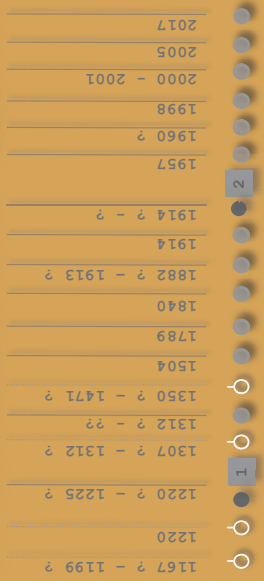 1167 ? – 1199 ?
1220
1220 ? – 1225 ?
1
1307 ? – 1312 ?
1312 ? – ??
1350 ? – 1471 ?
1504
1789
1840
1882 ? – 1913 ?
1914
1914 ? – ?
2
1957
1960 ?
1998
2000 – 2001
2005
2017